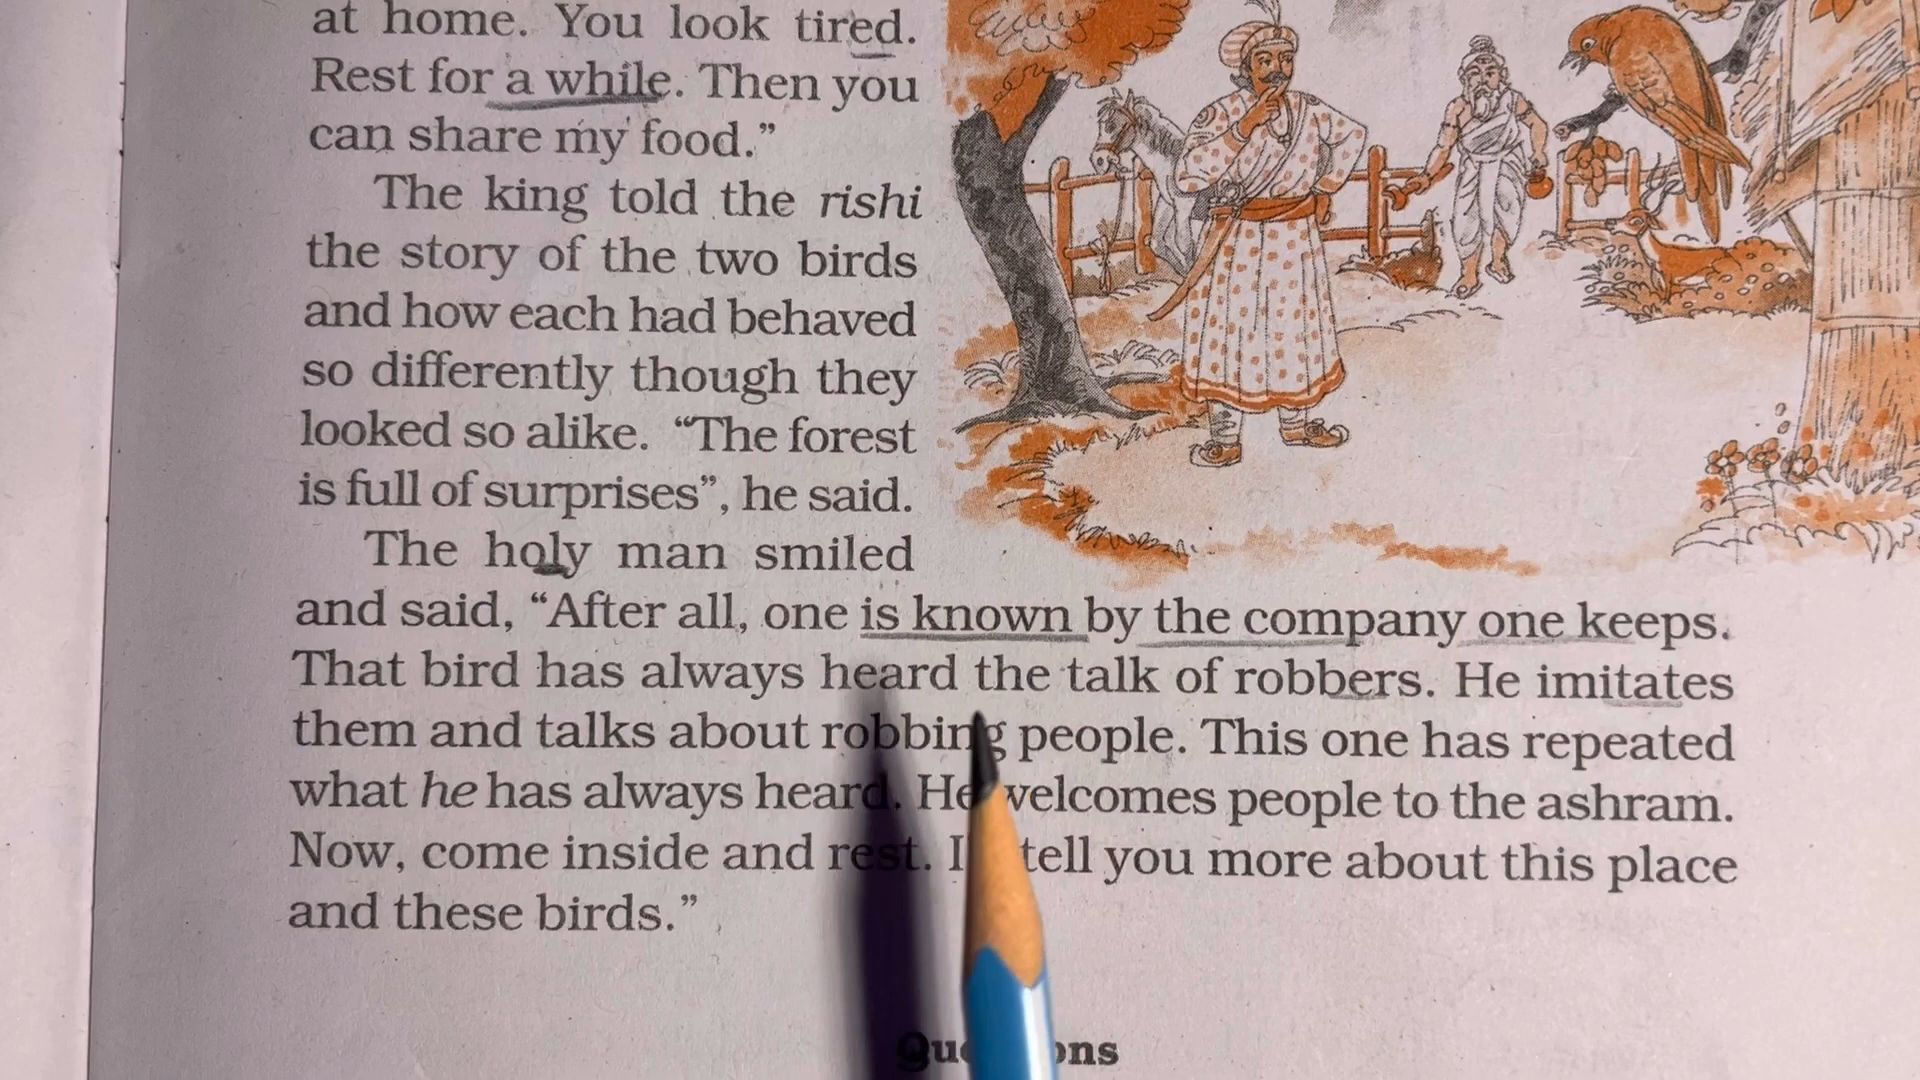 at home. You look tired.
Rest for a while. Then you
can share my food.”
The king told the rishi
the story of the two birds
and how each had behaved
so differently though they
looked so alike. “The forest
is full of surprises”, he said.
The holy man smiled
and said, “After all, one is known by the company one keeps.
That bird has always heard the talk of robbers. He imitates
them and talks about robbing people. This one has repeated
what he has always heard. He welcomes people to the ashram.
Now, come inside and rest. tell you more about this place
and these birds.”